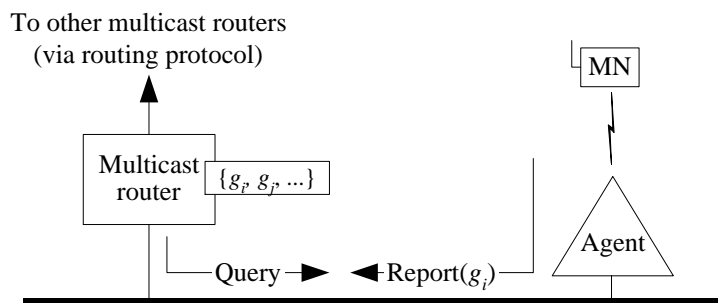 To other multicast routers
(via routing protocol)
MN
Multicast
router
{gi, gj, ...}
Agent
Query
Report(gi)